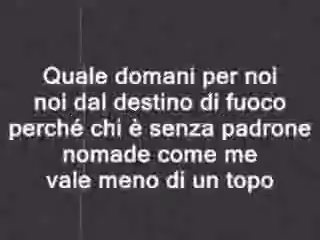 Quale domani per noi
noi dal destino di fuoco
perché chi è senza padrone
nomade come me
vale meno di un topo